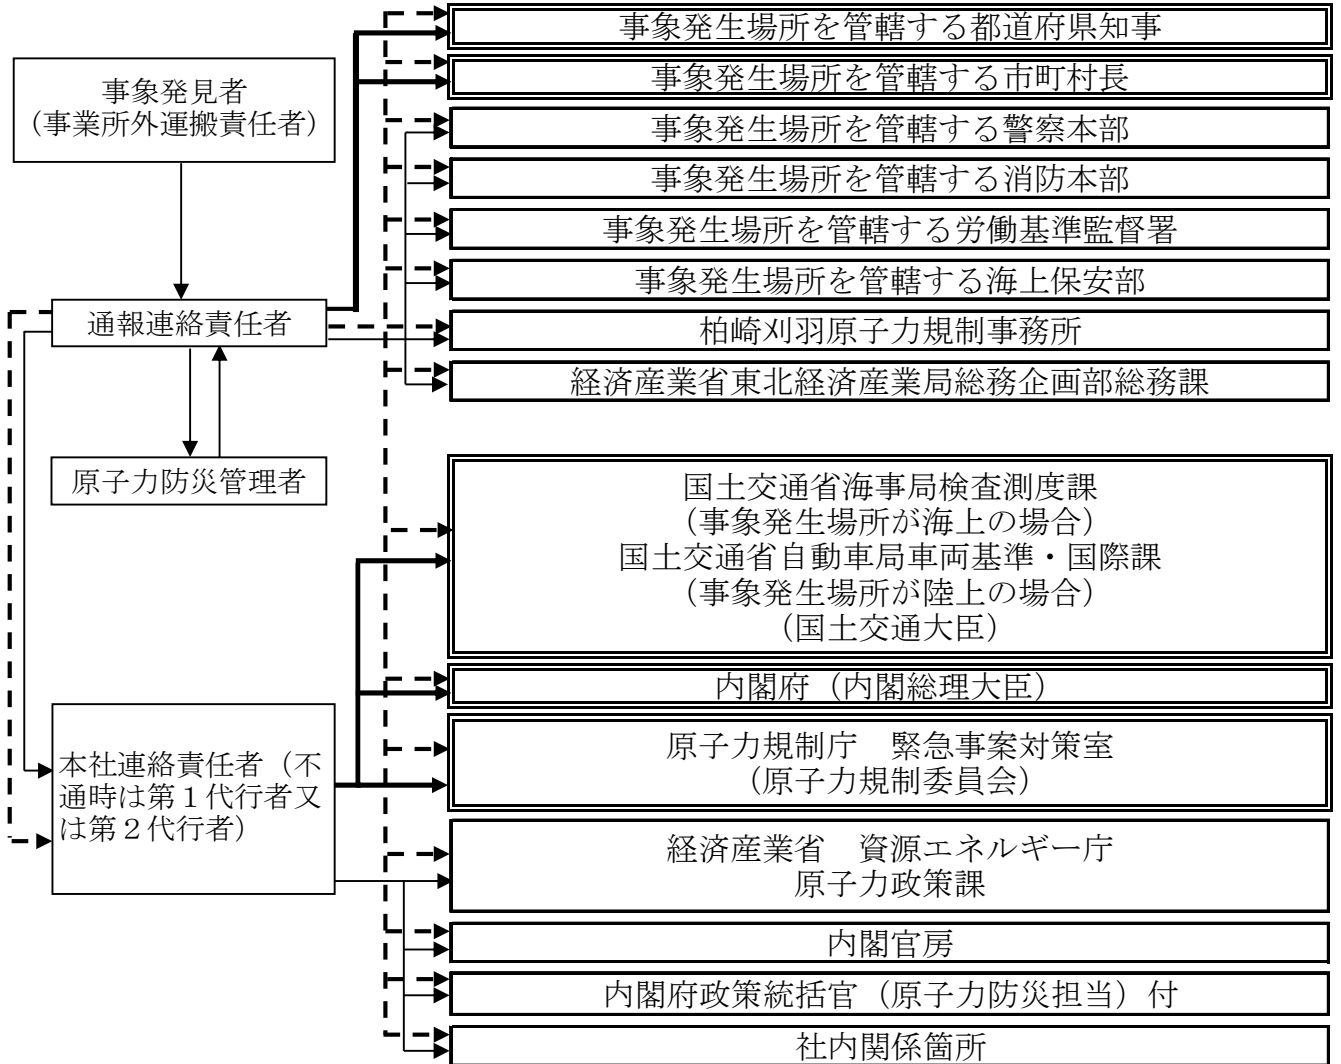 事象発生場所を管轄する都道府県知事
事象発見者
（事業所外運搬責任者）
事象発生場所を管轄する市町村長
事象発生場所を管轄する警察本部
事象発生場所を管轄する消防本部
事象発生場所を管轄する労働基準監督署
事象発生場所を管轄する海上保安部
通報連絡責任者
柏崎刈羽原子力規制事務所
経済産業省東北経済産業局総務企画部総務課
原子力防災管理者
国土交通省海事局検査測度課
（事象発生場所が海上の場合）
国土交通省自動車局車両基準・国際課
（事象発生場所が陸上の場合）
（国土交通大臣）
内閣府（内閣総理大臣）
本社連絡責任者（不
通時は第１代行者又
は第２代行者）
原子力規制庁　緊急事案対策室
（原子力規制委員会）
経済産業省　資源エネルギー庁
原子力政策課
内閣官房
内閣府政策統括官（原子力防災担当）付
社内関係箇所